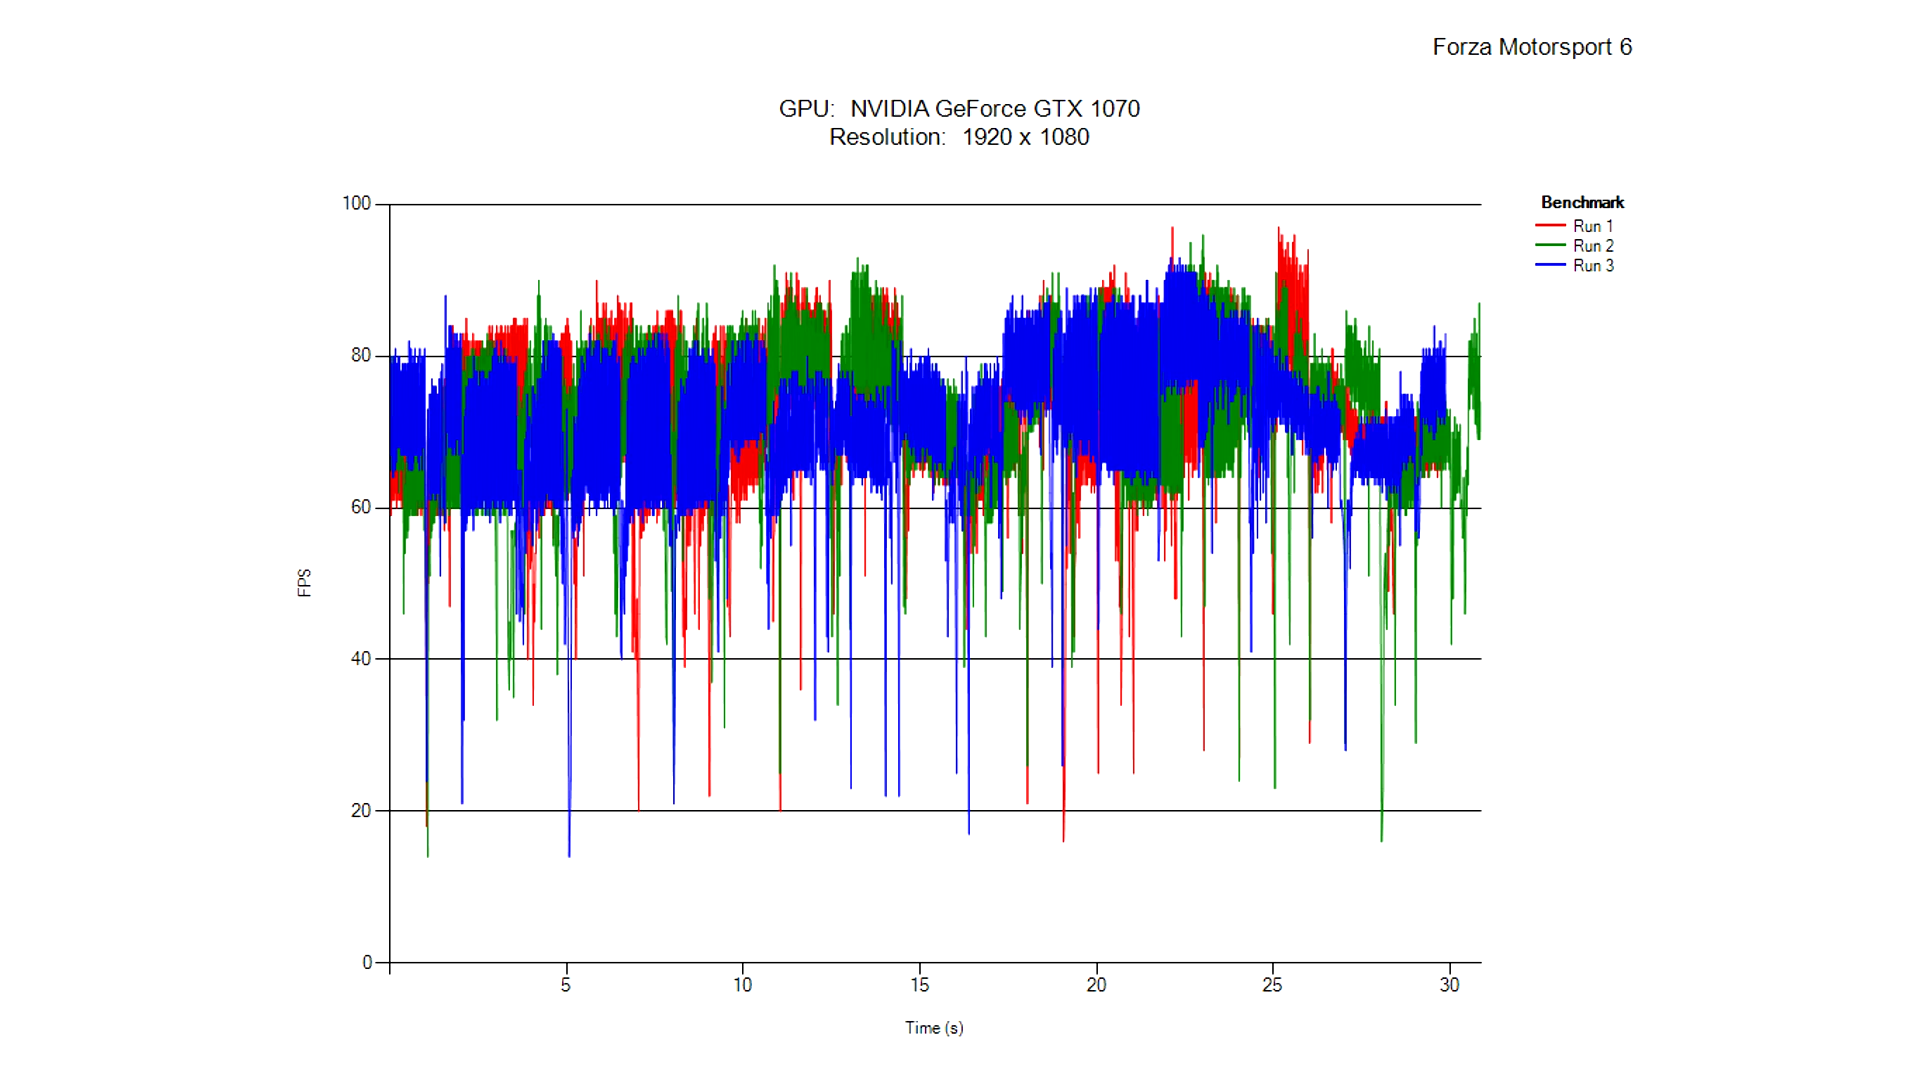 Forza Motorsport 6
GPU:  NVIDIA GeForce GTX 1070
Resolution:  1920 x 1080
Benchmark
Run 1
Run 2
Run 3
100
80
60
40
20
0
FPS
5 10 15 20 25 30
Time (s)